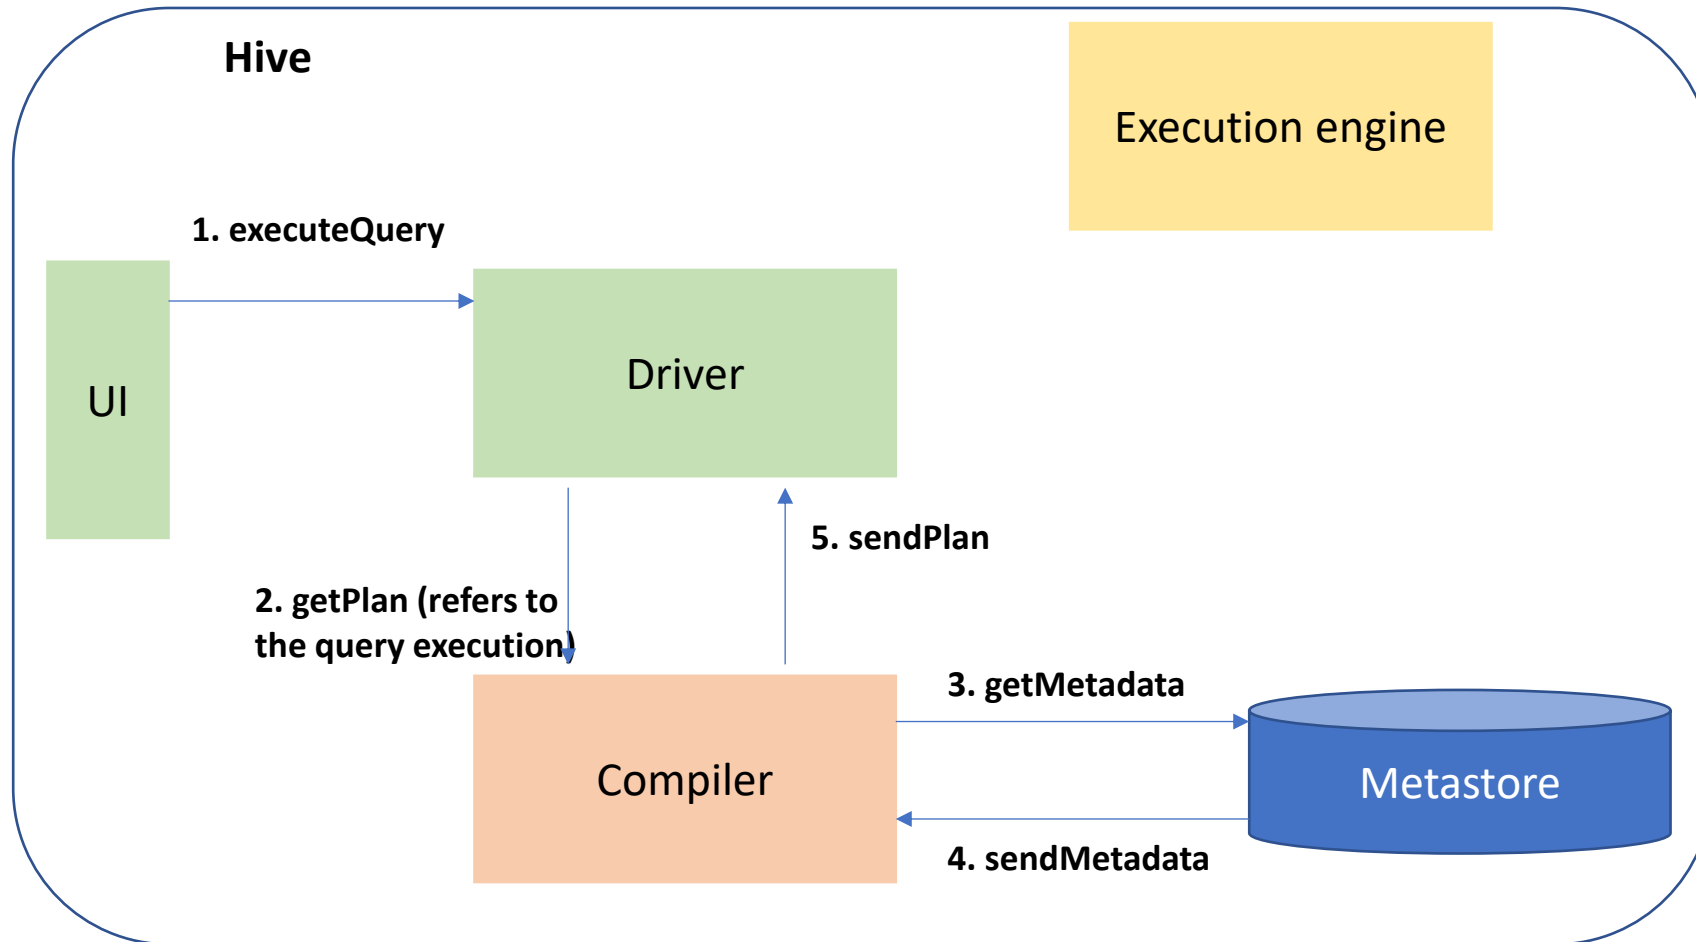 Hive
Execution engine
1. executeQuery
UI
Driver
5. sendPlan
2. getPlan (refers to
the query execution)
3. getMetadata
Compiler
Metastore
4. sendMetadata